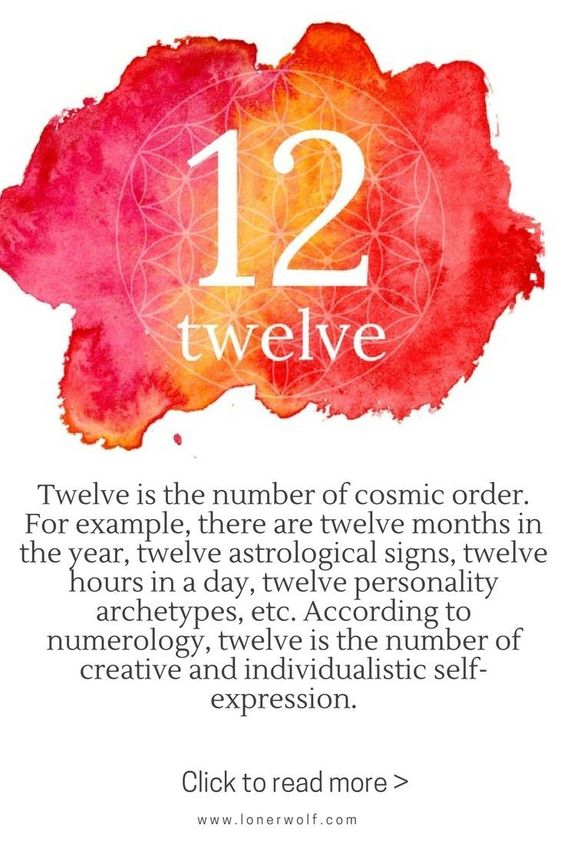 12
twelve
Twelve is the number of cosmic order.
For example, there are twelve months in
the year, twelve astrological signs, twelve
hours in a day, twelve personality
archetypes, etc. According to
numerology, twelve is the number of
creative and individualistic self-
expression.
Click to read more >
www.lonerwolf.com